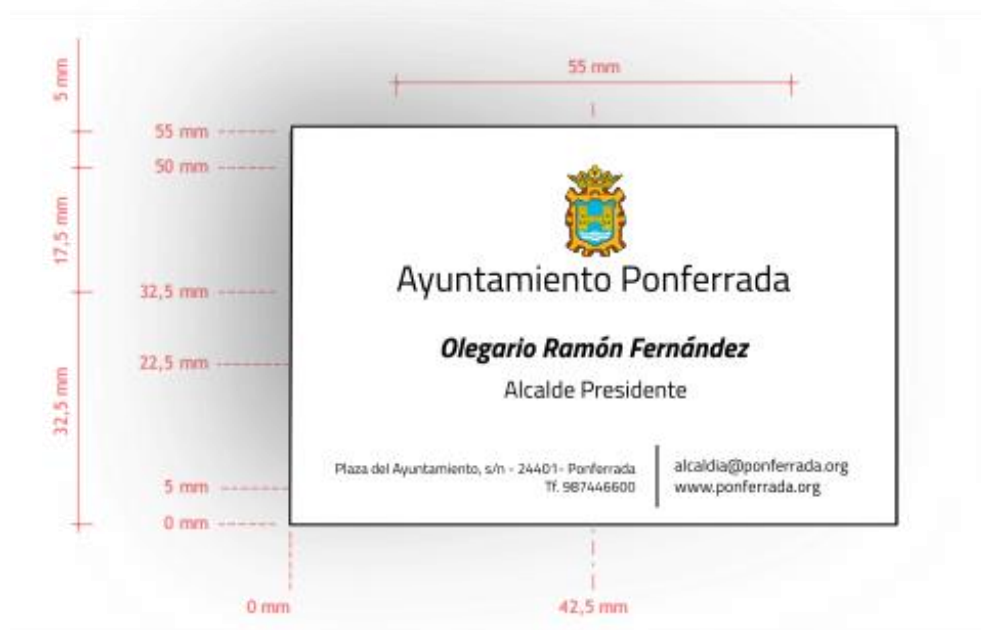 55 mm
5 mm
55 mm
50 mm
17,5 mm
Ayuntamiento Ponferrada
32,5 mm
Olegario Ramón Fernández
22,5 mm
Alcalde Presidente
32,5 mm
Plaza del Ayuntamiento, s/n - 24401- Ponferrada
Tf. 987446600
alcaldia@ponferrada.org
www.ponferrada.org
5 mm
0 mm
0 mm
42,5 mm